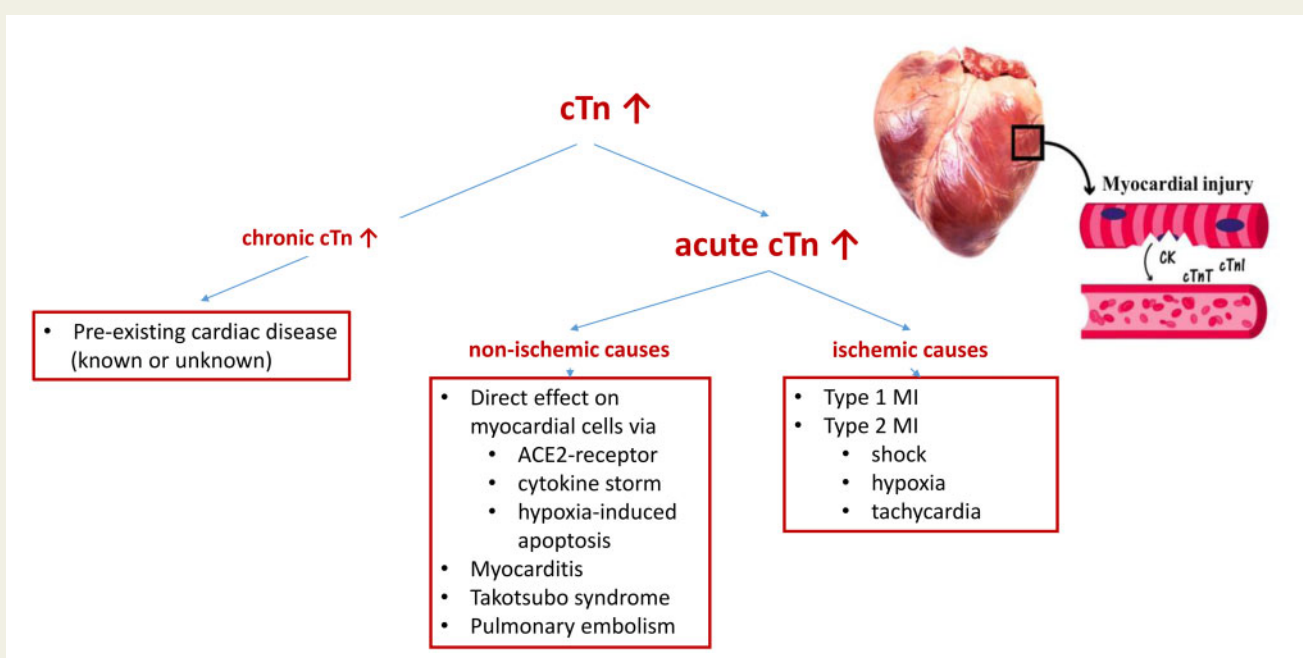 cTn ↑
chronic cTn ↑
• Pre-existing cardiac disease
(known or unknown)
acute cTn ↑
non-ischemic causes
• Direct effect on
myocardial cells via
• ACE2-receptor
• cytokine storm
• hypoxia-induced
apoptosis
• Myocarditis
• Takotsubo syndrome
• Pulmonary embolism
ischemic causes
• Type 1 MI
• Type 2 MI
• shock
• hypoxia
• tachycardia
Myocardial injury
CK
cTnT
cTnI